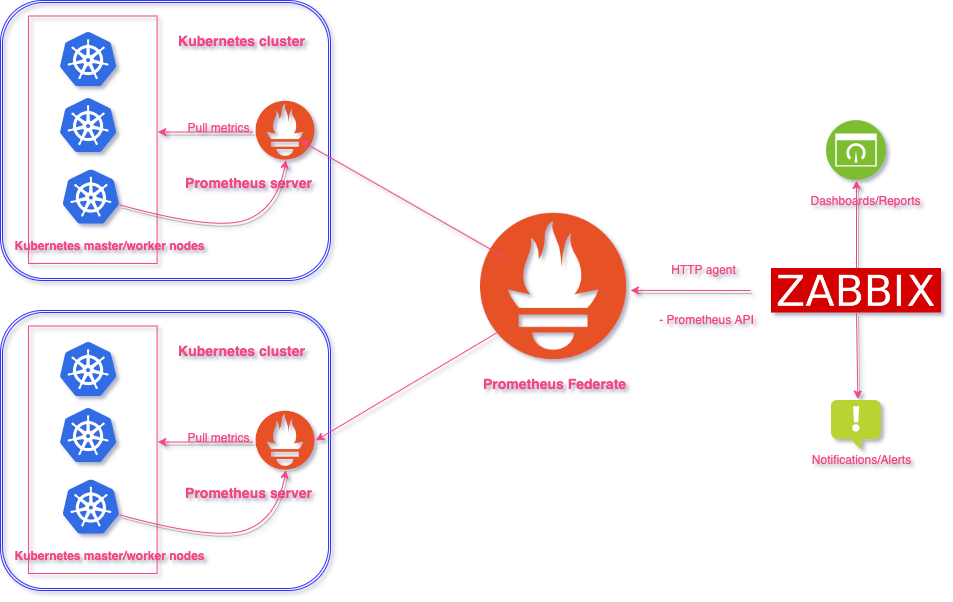 Kubernetes cluster
Pull metrics
Prometheus server
Kubernetes master/worker nodes
Kubernetes cluster
Pull metrics
Prometheus server
Kubernetes master/worker nodes
Prometheus Federate
HTTP agent
- Prometheus API
Dashboards/Reports
ZABBIX
!
Notifications/Alerts